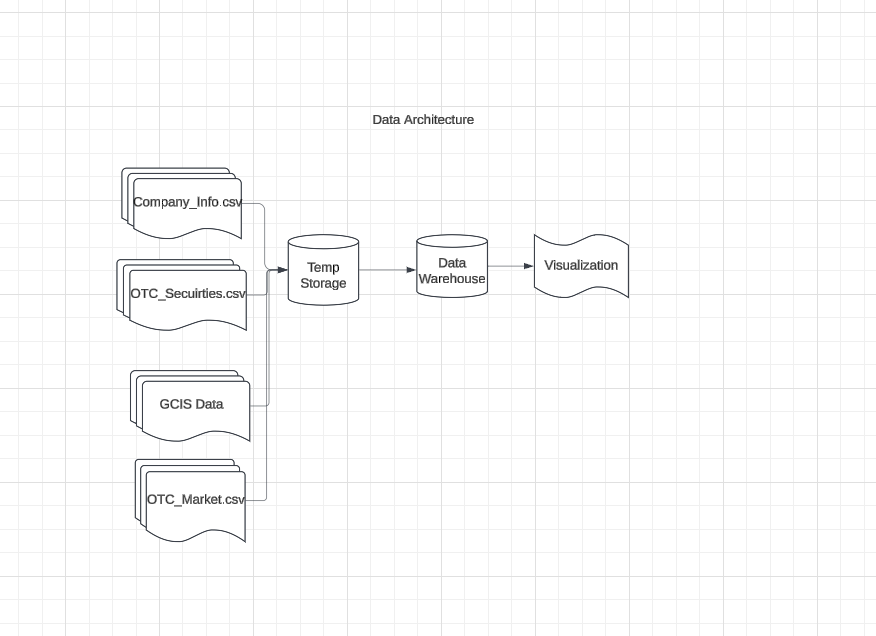 Data Architecture
Company_Info.csv
OTC_Secuirties.csv
GCIS Data
OTC_Market.csv
Temp
Storage
Data
Warehouse
Visualization